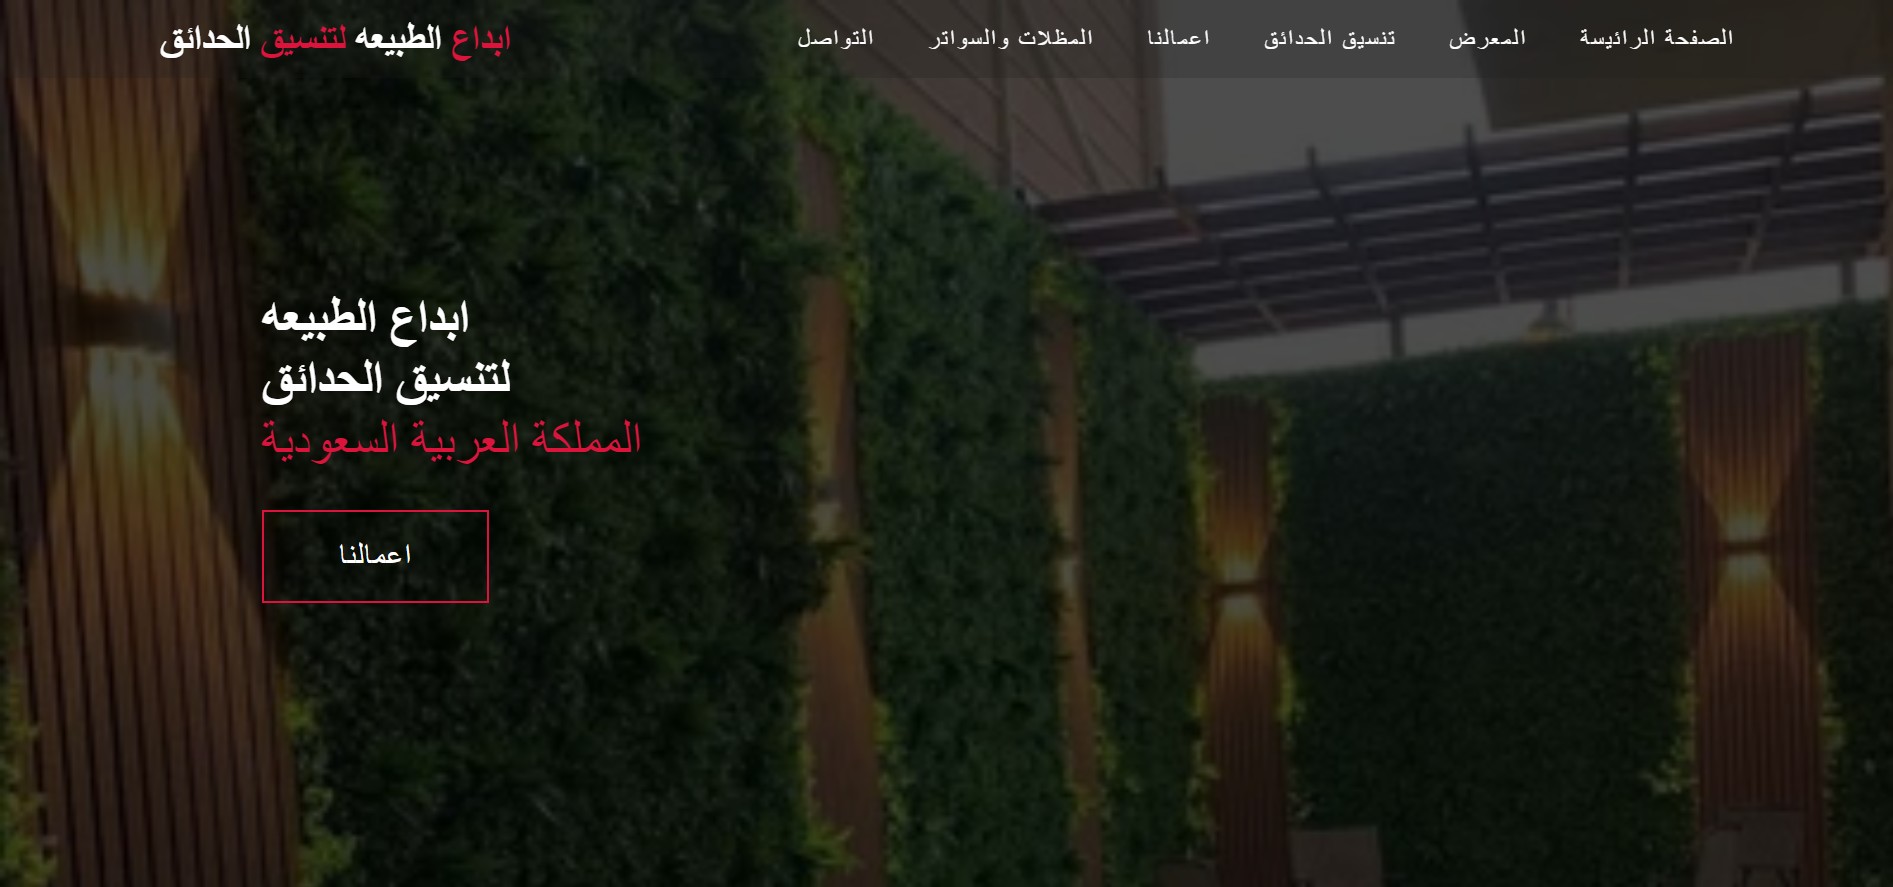 ابداع الطبيعه لتنسيق الحدائق
الصفحة الرائيسة
المعرض
تنسيق الحدائق
اعمالنا
المظلات والسواتر
التواصل
ابداع الطبيعه
لتنسيق الحدائق
المملكة العربية السعودية
اعمالنا